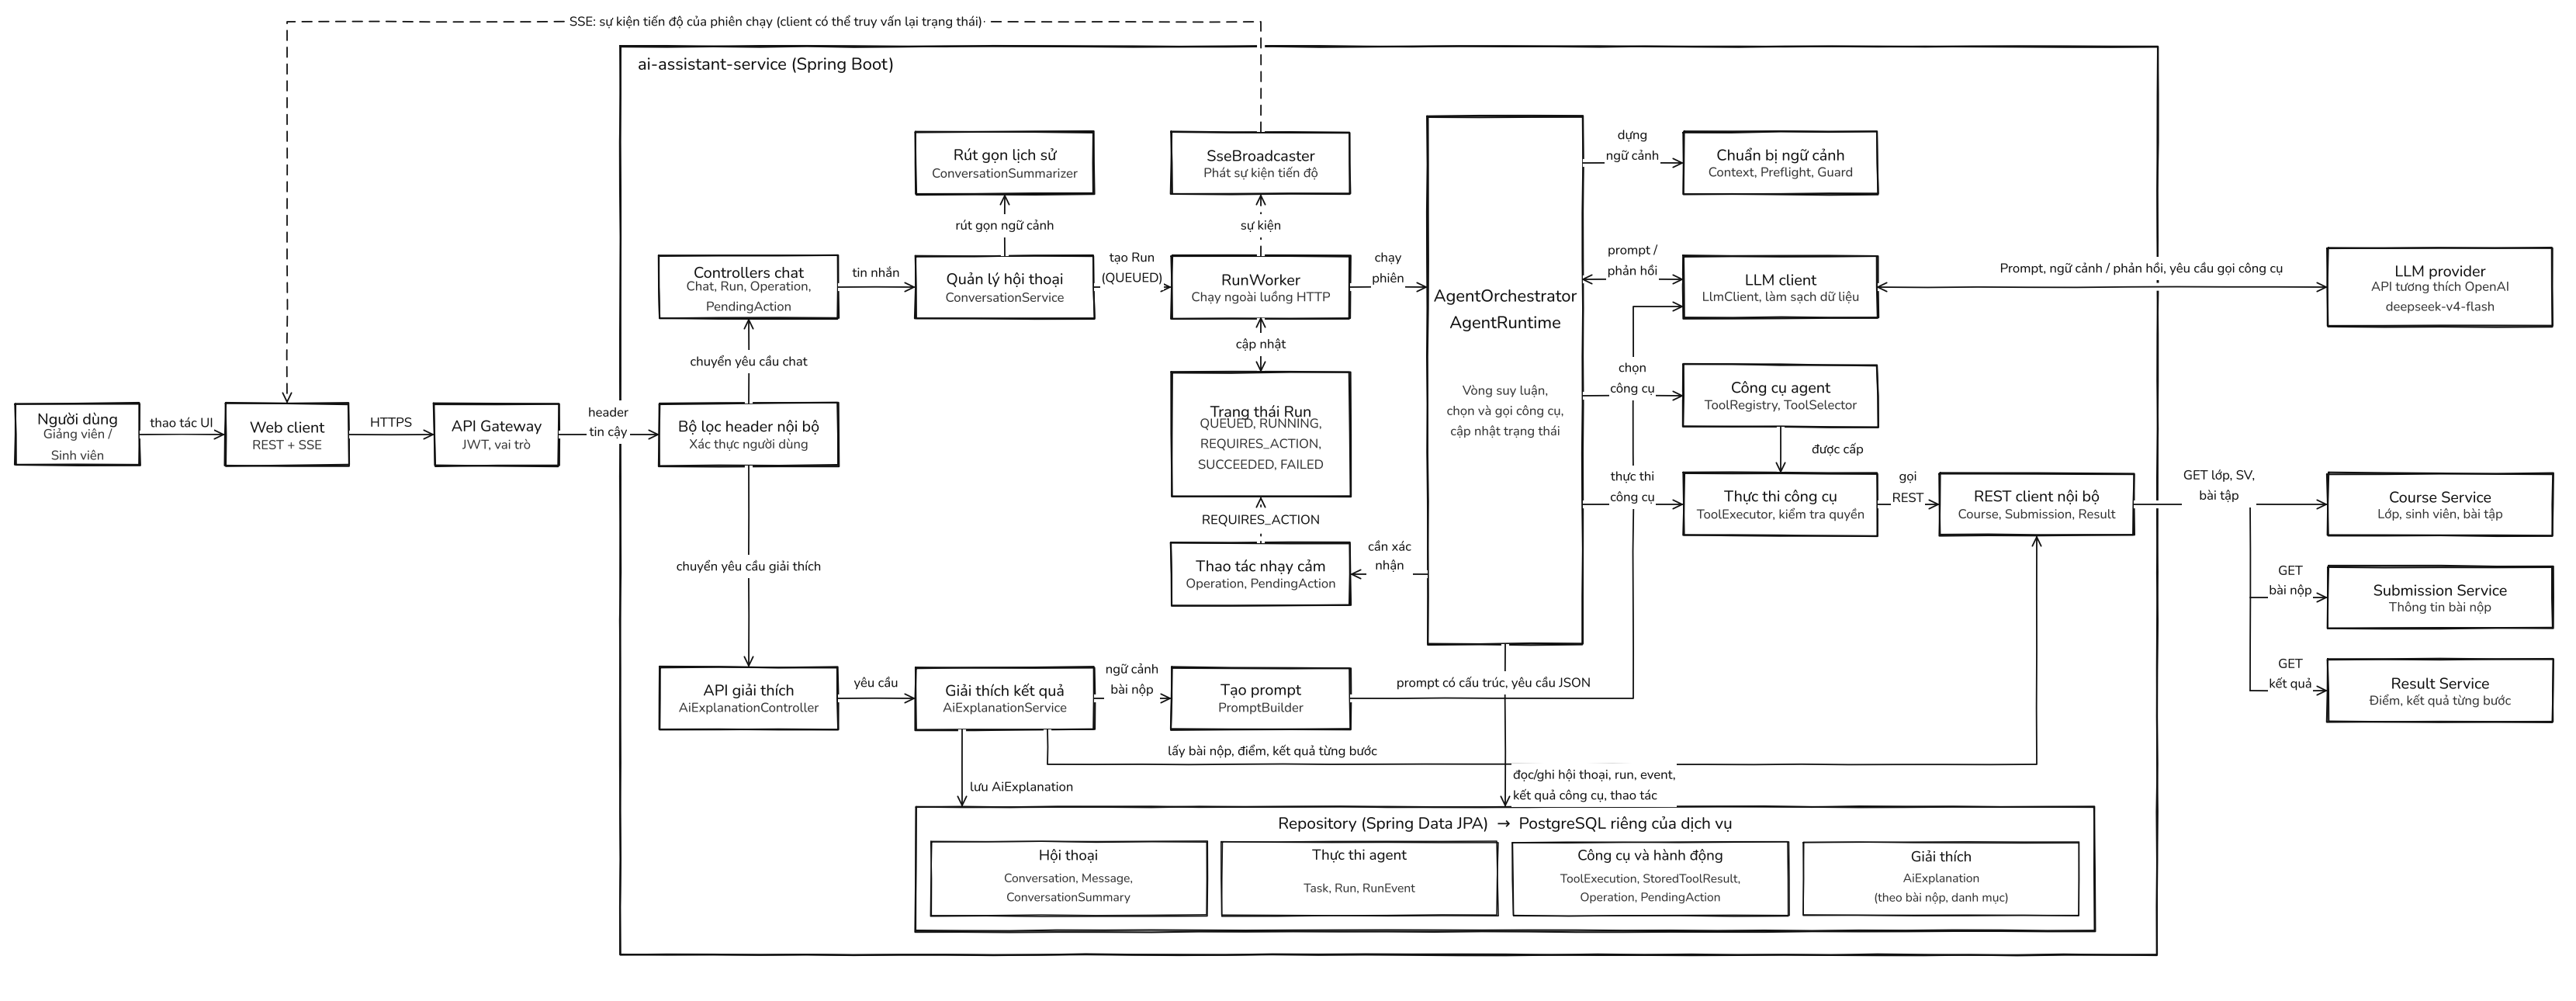 SSE: sự kiện tiến độ của phiên chạy (client có thể truy vấn lại trạng thái)
ai-assistant-service (Spring Boot)
Rút gọn lịch sử
ConversationSummarizer
SseBroadcaster
Phát sự kiện tiến độ
dựng
ngữ cảnh
Chuẩn bị ngữ cảnh
Context, Preflight, Guard
rút gọn ngữ cảnh
sự kiện
Controllers chat
Chat, Run, Operation,
PendingAction
tin nhắn
Quản lý hội thoại
ConversationService
tạo Run
(QUEUED)
RunWorker
Chạy ngoài luồng HTTP
chạy
phiên
AgentOrchestrator
AgentRuntime
Vòng suy luận,
chọn và gọi công cụ,
cập nhật trạng thái
prompt /
phản hồi
LLM client
LlmClient, làm sạch dữ liệu
Prompt, ngữ cảnh / phản hồi, yêu cầu gọi công cụ
LLM provider
API tương thích OpenAI
deepseek-v4-flash
chuyển yêu cầu chat
cập nhật
Người dùng
Giảng viên /
Sinh viên
thao tác UI
Web client
REST + SSE
HTTPS
API Gateway
JWT, vai trò
header
tin cậy
Bộ lọc header nội bộ
Xác thực người dùng
Trạng thái Run
QUEUED, RUNNING,
REQUIRES_ACTION,
SUCCEEDED, FAILED
chọn
công cụ
Công cụ agent
ToolRegistry, ToolSelector
được cấp
thực thi
công cụ
Thực thi công cụ
ToolExecutor, kiểm tra quyền
gọi
REST
REST client nội bộ
Course, Submission, Result
GET lớp, SV,
bài tập
Course Service
Lớp, sinh viên, bài tập
REQUIRES_ACTION
Thao tác nhạy cảm
Operation, PendingAction
cần xác
nhận
chuyển yêu cầu giải thích
GET
bài nộp
Submission Service
Thông tin bài nộp
API giải thích
AiExplanationController
yêu cầu
Giải thích kết quả
AiExplanationService
ngữ cảnh
bài nộp
Tạo prompt
PromptBuilder
prompt có cấu trúc, yêu cầu JSON
GET
kết quả
Result Service
Điểm, kết quả từng bước
lấy bài nộp, điểm, kết quả từng bước
lưu AiExplanation
đọc/ghi hội thoại, run, event,
kết quả công cụ, thao tác
Repository (Spring Data JPA) → PostgreSQL riêng của dịch vụ
Hội thoại
Conversation, Message,
ConversationSummary
Thực thi agent
Task, Run, RunEvent
Công cụ và hành động
ToolExecution, StoredToolResult,
Operation, PendingAction
Giải thích
AiExplanation
(theo bài nộp, danh mục)